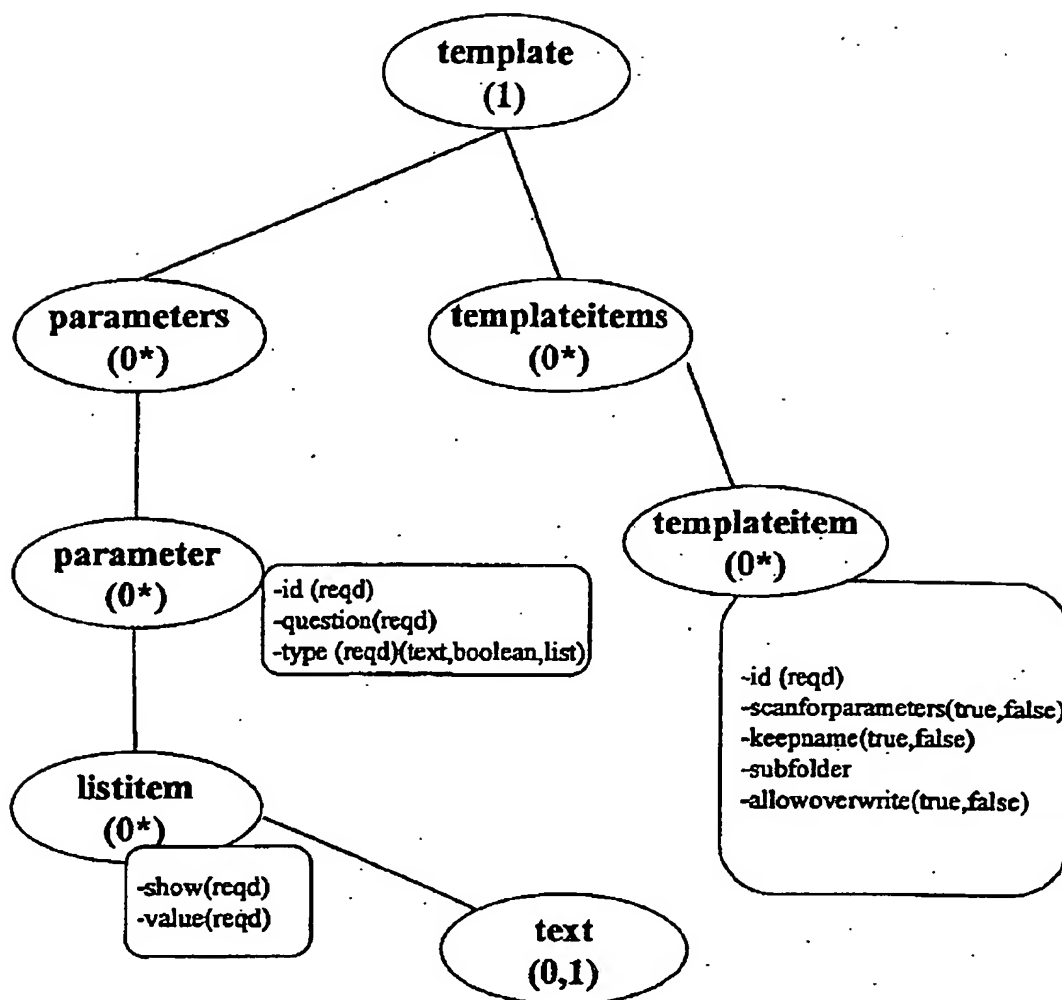 template
(1)
parameters
(0*)
templateitems
(0*)
parameter
(0*)
-id (reqd)
-question(reqd)
-type (reqd)(text,boolean,list)
templateitem
(0*)
-id (reqd)
-scanforparameters(true,false)
-keepname(true,false)
-subfolder
-allowoverwrite(true,false)
listitem
(0*)
-show(reqd)
-value(reqd)
text
(0,1)